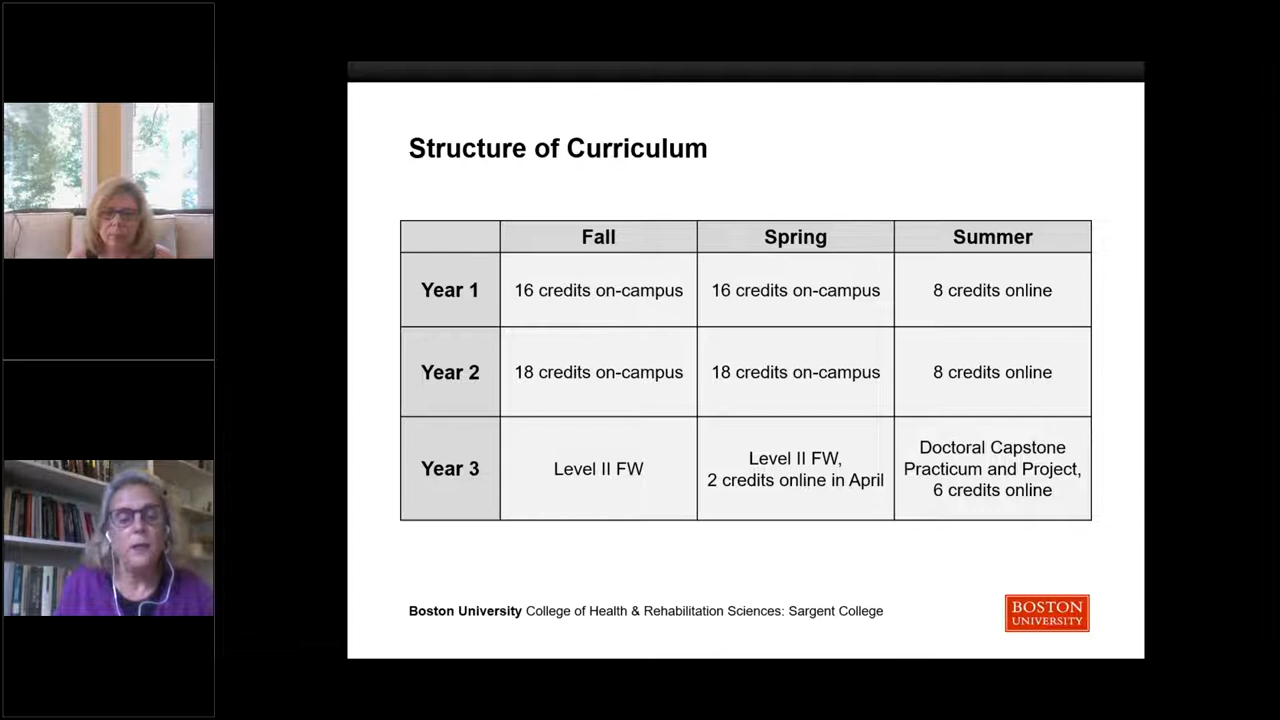 Structure of Curriculum
Fall
Spring
Summer
Year 1
16 credits on-campus
16 credits on-campus
8 credits online
Year 2
18 credits on-campus
18 credits on-campus
8 credits online
Year 3
Level II FW
Level II FW,
2 credits online in April
Doctoral Capstone
Practicum and Project,
6 credits online
Boston University College of Health & Rehabilitation Sciences: Sargent College
BOSTON
UNIVERSITY